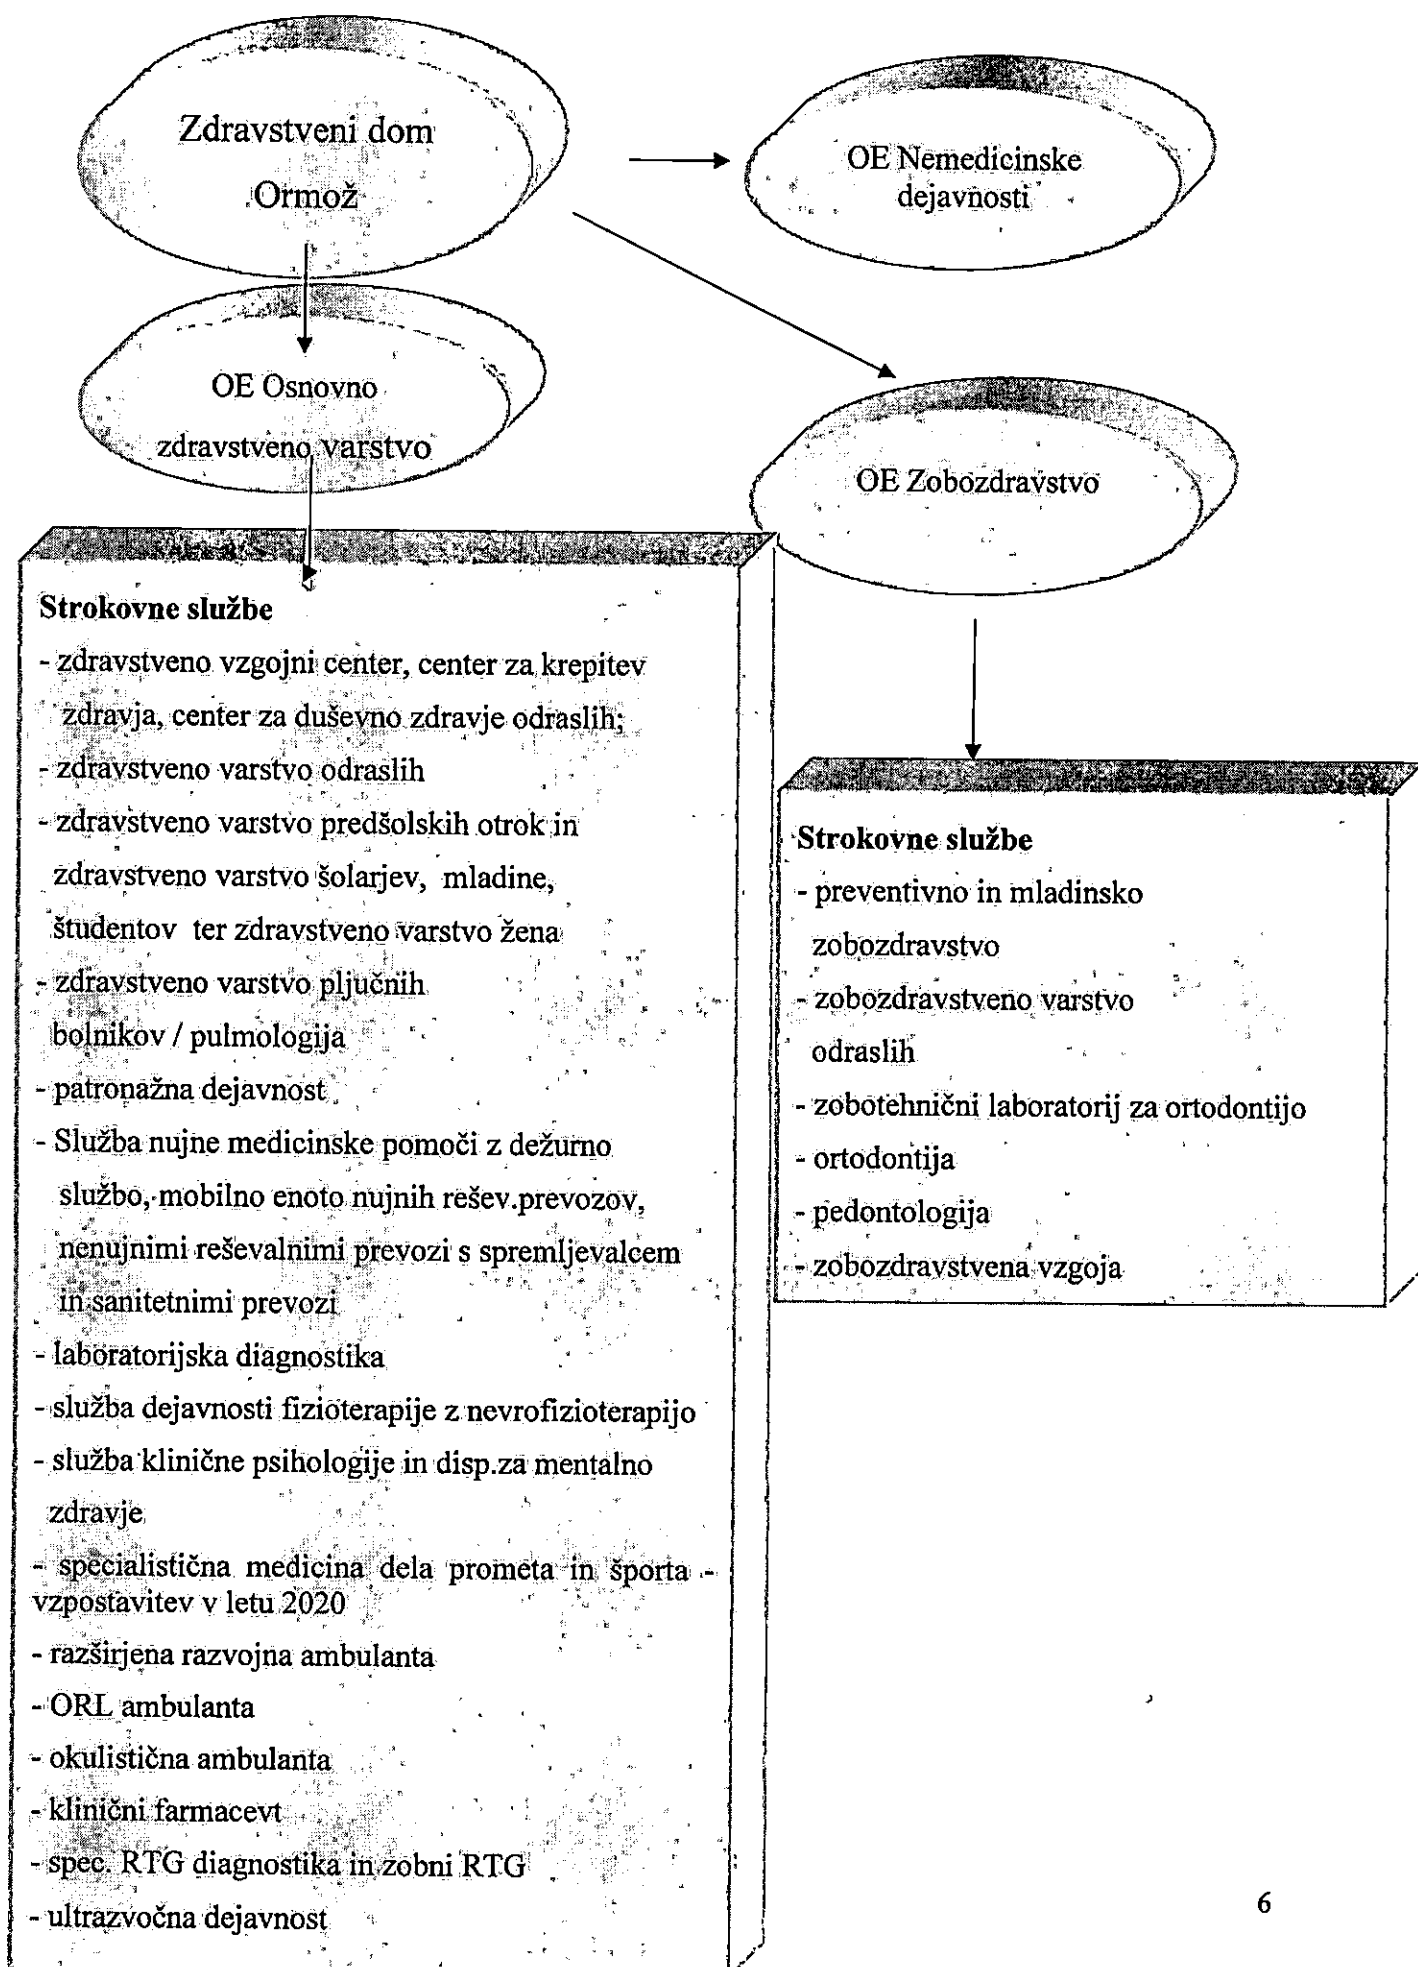 Zdravstveni dom
Ormož
OE Nemedicinske
dejavnosti
OE Osnovno
zdravstveno varstvo
OE Zobozdravstvo
Strokovne službe
- zdravstveno vzgojni center, center za krepitev
zdravja, center za duševno zdravje odraslih;
- zdravstveno varstvo odraslih
- zdravstveno varstvo predšolskih otrok in
zdravstveno varstvo šolarjev, mladine,
študentov ter zdravstveno varstvo žena
- zdravstveno varstvo pljučnih
bolnikov / pulmologija
- patronažna dejavnost
- Služba nujne medicinske pomoči z dežurno
službo, mobilno enoto nujnih rešev.prevozov,
nenujnimi reševalnimi prevozi s spremljevalcem
in sanitetnimi prevozi
- laboratorijska diagnostika
- služba dejavnosti fizioterapije z nevrofizioterapijo
- služba klinične psihologije in disp.za mentalno
zdravje
- specialistična medicina dela prometa in športa -
vzpostavitev v letu 2020
- razširjena razvojna ambulanta
- ORL ambulanta
- okulistična ambulanta
- klinični farmacevt
- spec. RTG diagnostika in zobni RTG
- ultrazvočna dejavnost
Strokovne službe
- preventivno in mladinsko
zobozdravstvo
- zobozdravstveno varstvo
odraslih
- zobotehnični laboratorij za ortodontijo
- ortodontija
- pedontologija
- zobozdravstvena vzgoja
6